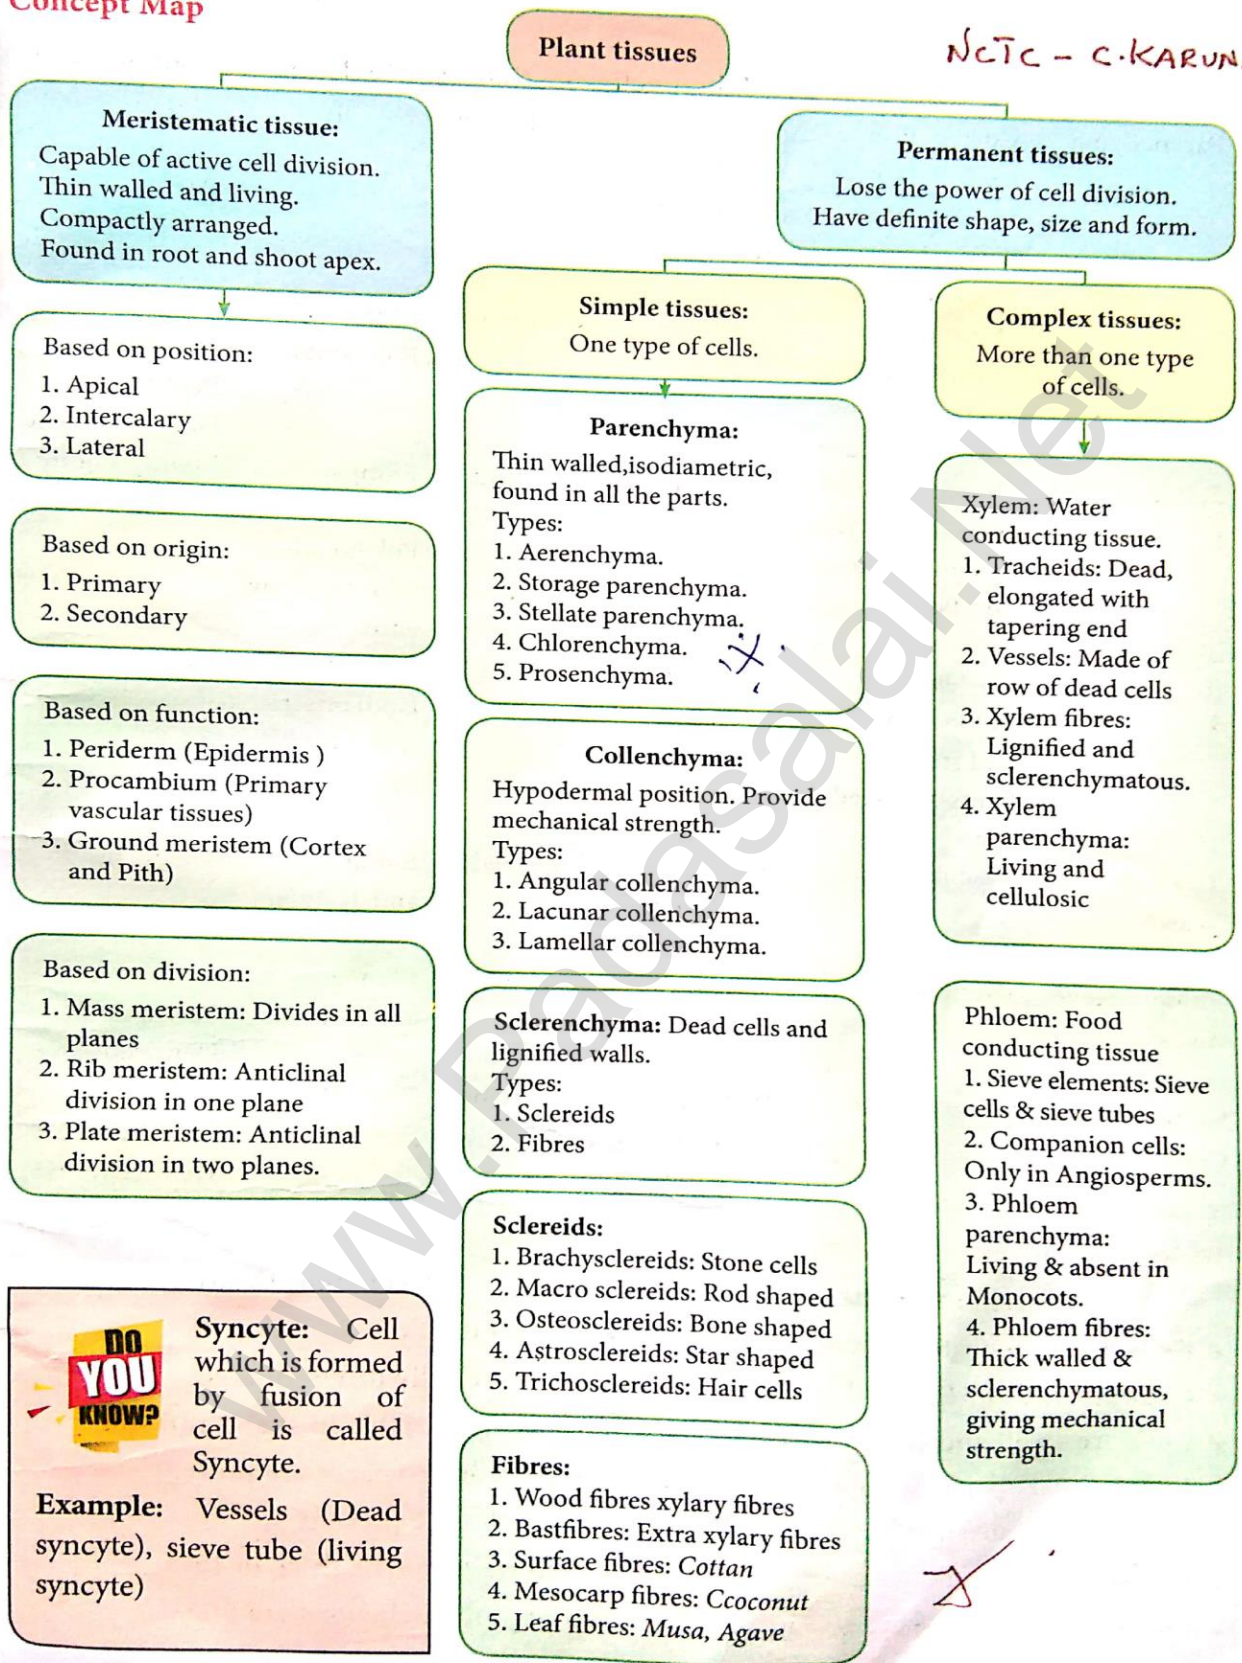 Concept Map
NCTC - C.KARUN
Plant tissues
Meristematic tissue:
Capable of active cell division.
Thin walled and living.
Compactly arranged.
Found in root and shoot apex.
Based on position:
1. Apical
2. Intercalary
3. Lateral
Based on origin:
1. Primary
2. Secondary
Based on function:
1. Periderm (Epidermis )
2. Procambium (Primary
vascular tissues)
3. Ground meristem (Cortex
and Pith)
Based on division:
1. Mass meristem: Divides in all
planes
2. Rib meristem: Anticlinal
division in one plane
3. Plate meristem: Anticlinal
division in two planes.
DO
YOU
KNOW?
Syncyte: Cell
which is formed
by fusion of
cell is called
Syncyte.
Example: Vessels (Dead
syncyte), sieve tube (living
syncyte)
Permanent tissues:
Lose the power of cell division.
Have definite shape, size and form.
Simple tissues:
One type of cells.
Parenchyma:
Thin walled,isodiametric,
found in all the parts.
Types:
1. Aerenchyma.
2. Storage parenchyma.
3. Stellate parenchyma.
4. Chlorenchyma.
5. Prosenchyma.
Collenchyma:
Hypodermal position. Provide
mechanical strength.
Types:
1. Angular collenchyma.
2. Lacunar collenchyma.
3. Lamellar collenchyma.
Sclerenchyma: Dead cells and
lignified walls.
Types:
1. Sclereids
2. Fibres
Sclereids:
1. Brachysclereids: Stone cells
2. Macro sclereids: Rod shaped
3. Osteosclereids: Bone shaped
4. Astrosclereids: Star shaped
5. Trichosclereids: Hair cells
Fibres:
1. Wood fibres xylary fibres
2. Bastfibres: Extra xylary fibres
3. Surface fibres: Cottan
4. Mesocarp fibres: Ccoconut
5. Leaf fibres: Musa, Agave
Complex tissues:
More than one type
of cells.
Xylem: Water
conducting tissue.
1. Tracheids: Dead,
elongated with
tapering end
2. Vessels: Made of
row of dead cells
3. Xylem fibres:
Lignified and
sclerenchymatous.
4. Xylem
parenchyma:
Living and
cellulosic
Phloem: Food
conducting tissue
1. Sieve elements: Sieve
cells & sieve tubes
2. Companion cells:
Only in Angiosperms.
3. Phloem
parenchyma:
Living & absent in
Monocots.
4. Phloem fibres:
Thick walled &
sclerenchymatous,
giving mechanical
strength.
www.Padasalai.Net